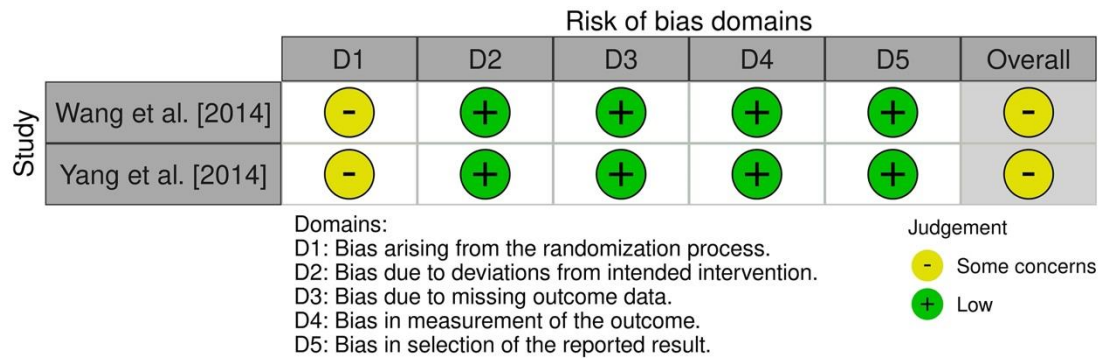 Risk of bias domains
D1 D2 D3 D4 D5 Overall
Study
Wang et al. [2014] - + + + + -
Yang et al. [2014] - + + + + -
Domains:
D1: Bias arising from the randomization process.
D2: Bias due to deviations from intended intervention.
D3: Bias due to missing outcome data.
D4: Bias in measurement of the outcome.
D5: Bias in selection of the reported result.
Judgement
- Some concerns
+ Low